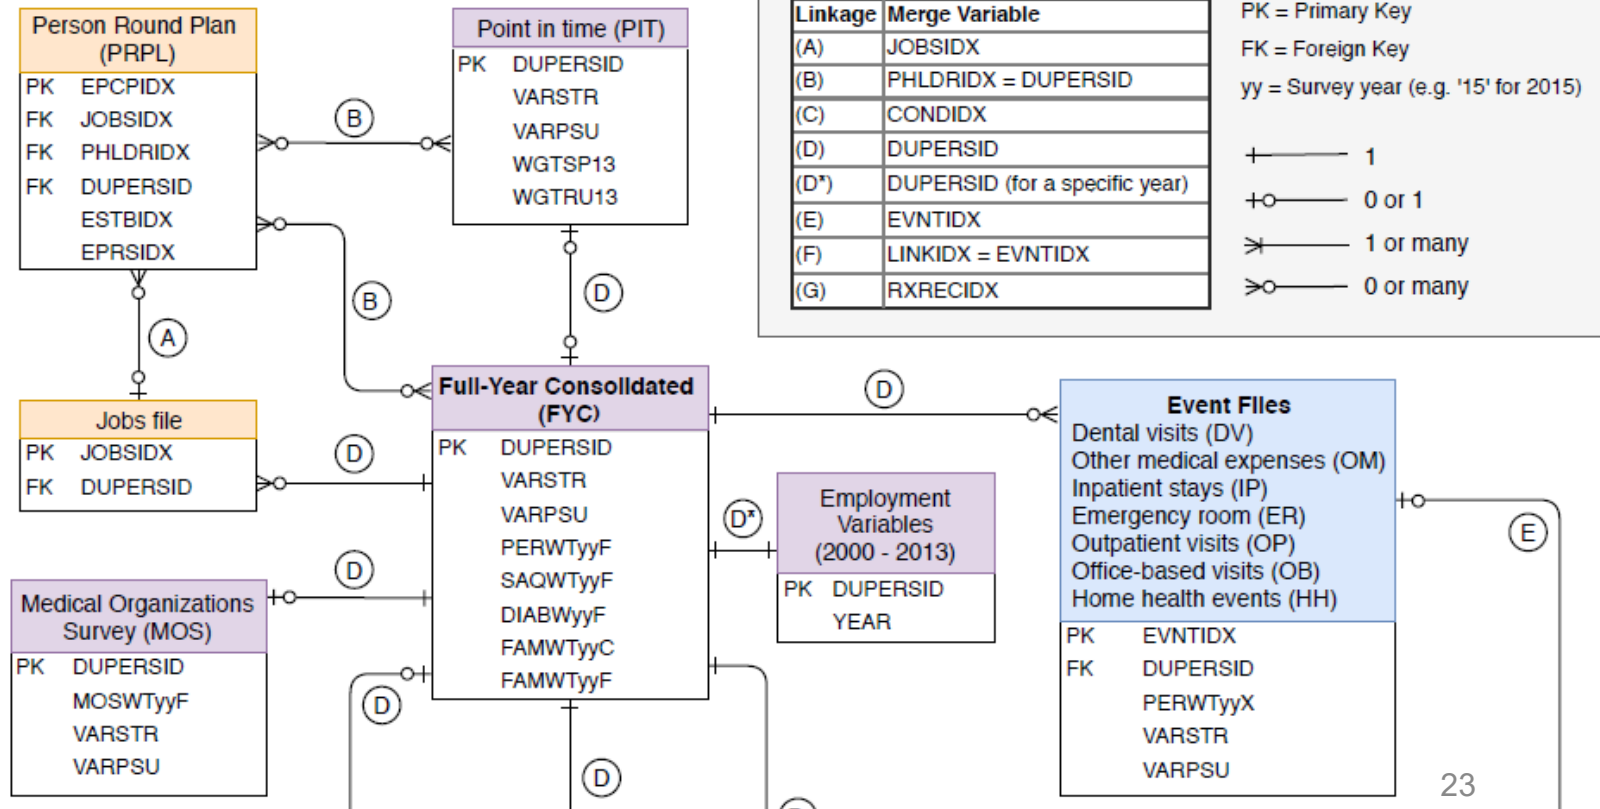 Person Round Plan
(PRPL)
PK EPCPIDX
FK JOBSIDX
FK PHLDRIDX
FK DUPERSID
ESTBIDX
EPRSIDX
B
Point in time (PIT)
PK DUPERSID
VARSTR
VARPSU
WGTSP13
WGTRU13
Linkage Merge Variable
(A) JOBSIDX
(B) PHLDRIDX = DUPERSID
(C) CONDIDX
(D) DUPERSID
(D*) DUPERSID (for a specific year)
(E) EVNTIDX
(F) LINKIDX = EVNTIDX
(G) RXRECIDX
PK = Primary Key
FK = Foreign Key
yy = Survey year (e.g. '15' for 2015)
1
0 or 1
1 or many
0 or many
B
D
A
Jobs file
PK JOBSIDX
FK DUPERSID
D
Full-Year Consolidated
(FYC)
PK DUPERSID
VARSTR
VARPSU
PERWTyyF
SAQWTyyF
DIABWyyF
FAMWTyyC
FAMWTyyF
D
D*
Employment
Variables
(2000 - 2013)
PK DUPERSID
YEAR
Event Files
Dental visits (DV)
Other medical expenses (OM)
Inpatient stays (IP)
Emergency room (ER)
Outpatient visits (OP)
Office-based visits (OB)
Home health events (HH)
PK EVNTIDX
FK DUPERSID
PERWTyyX
VARSTR
VARPSU
E
D
Medical Organizations
Survey (MOS)
PK DUPERSID
MOSWTyyF
VARSTR
VARPSU
D
D
23